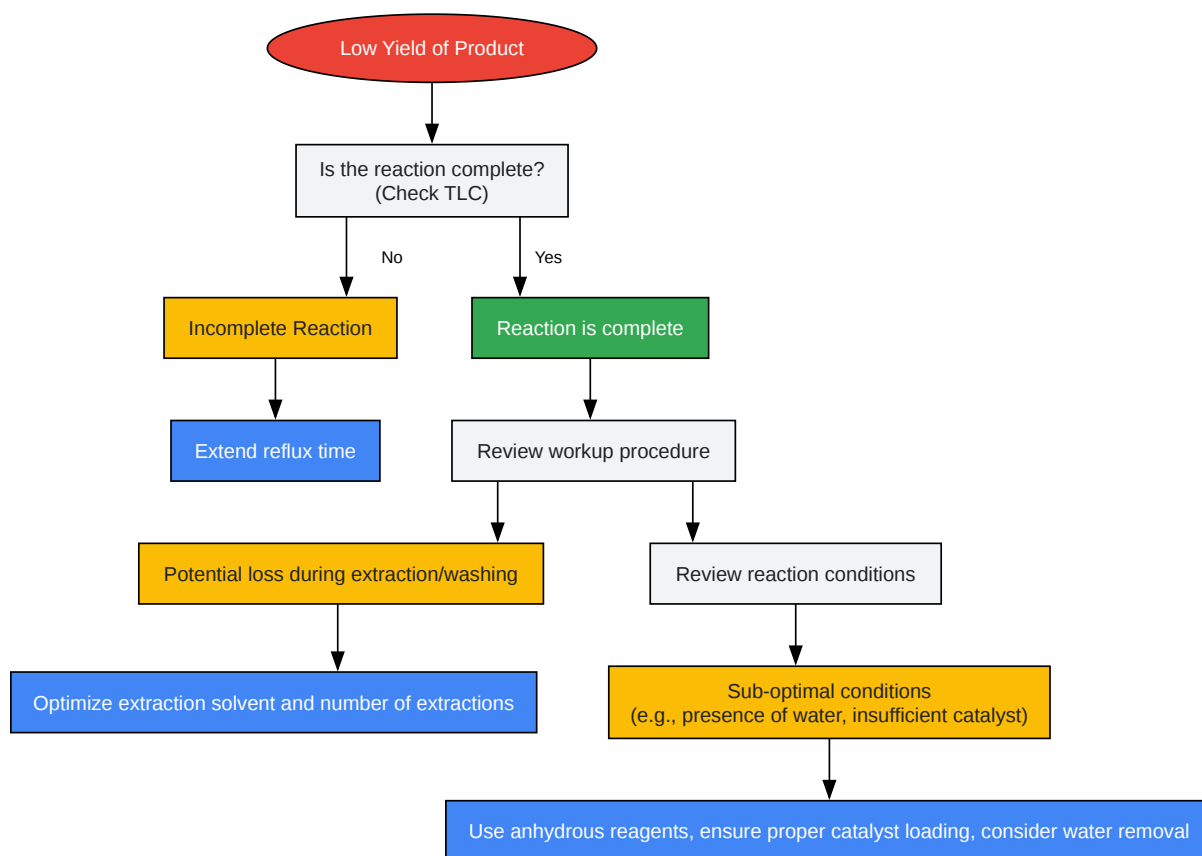 Low Yield of Product
Is the reaction complete?
(Check TLC)
No
Yes
Incomplete Reaction
Reaction is complete
Extend reflux time
Review workup procedure
Potential loss during extraction/washing
Review reaction conditions
Optimize extraction solvent and number of extractions
Sub-optimal conditions
(e.g., presence of water, insufficient catalyst)
Use anhydrous reagents, ensure proper catalyst loading, consider water removal